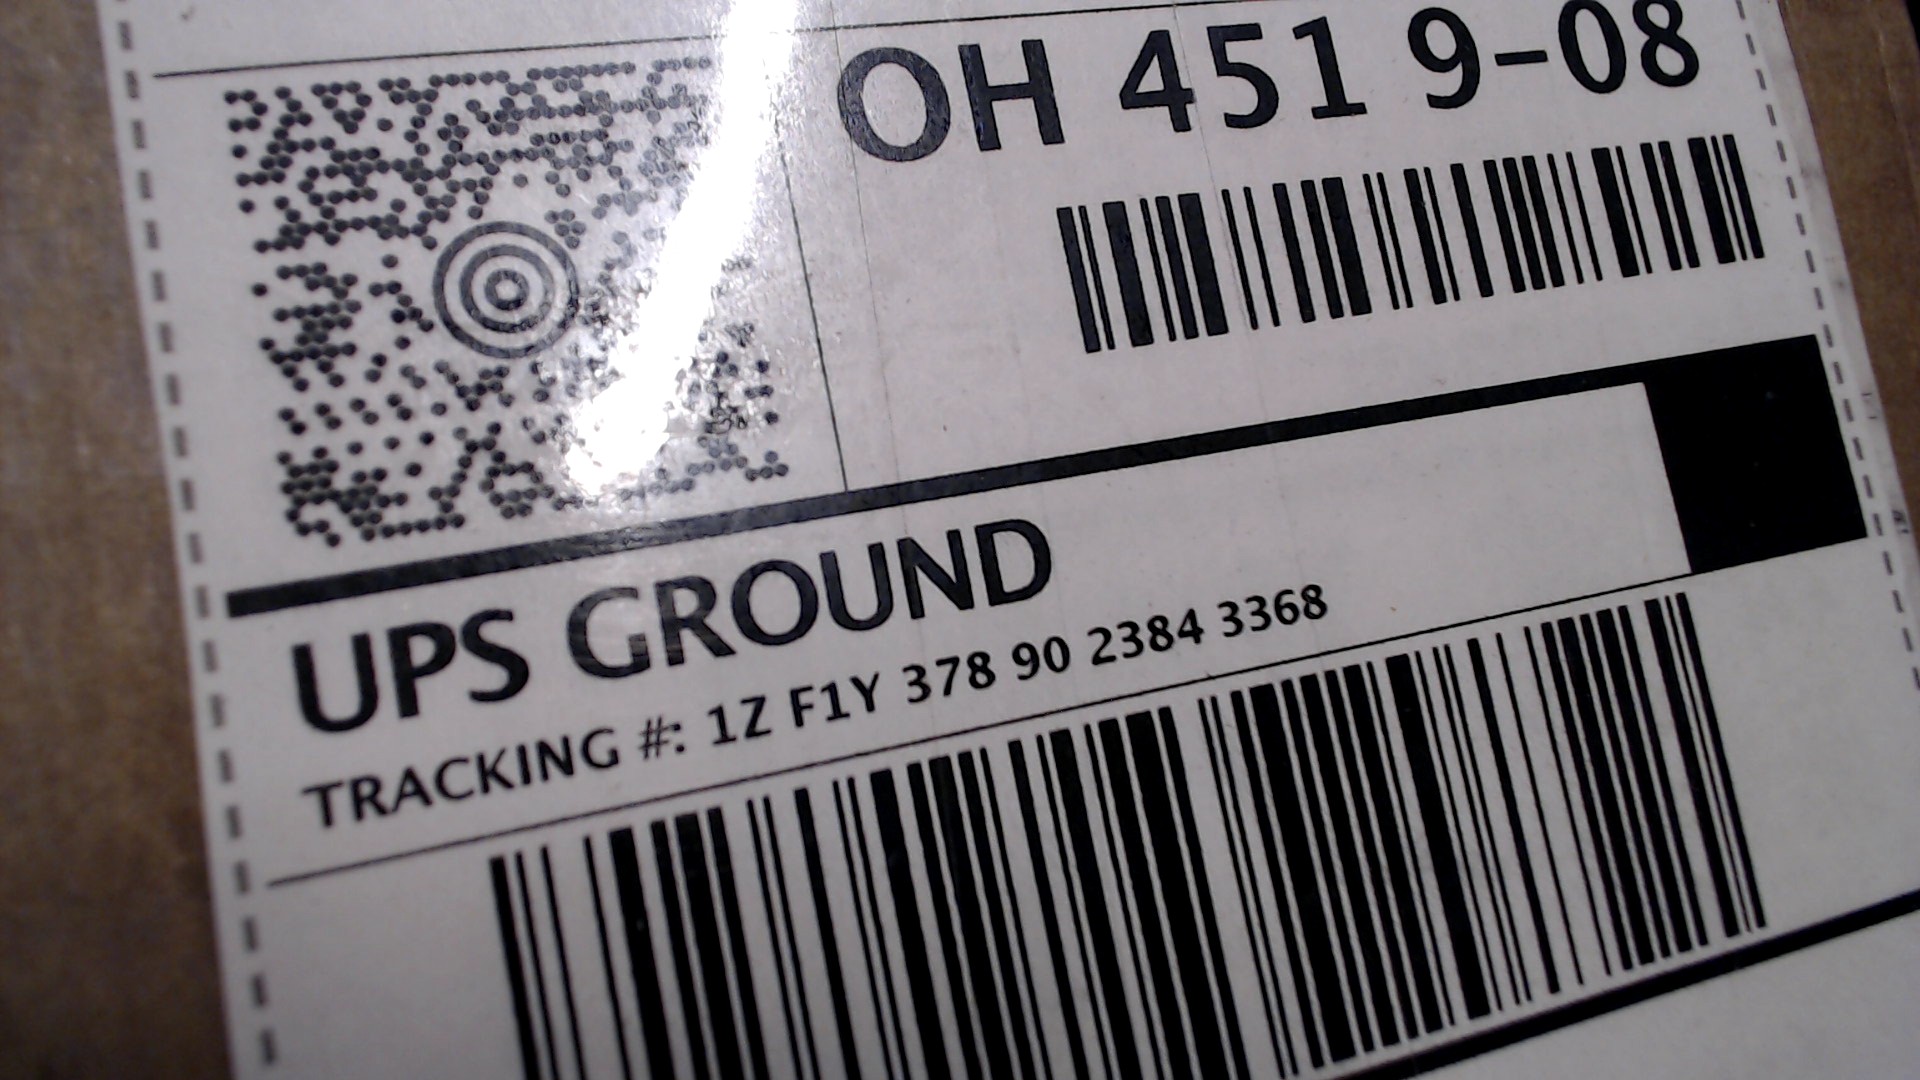 OH 451 9-08
UPS GROUND
TRACKING #: 1Z F1Y 378 90 2384 3368